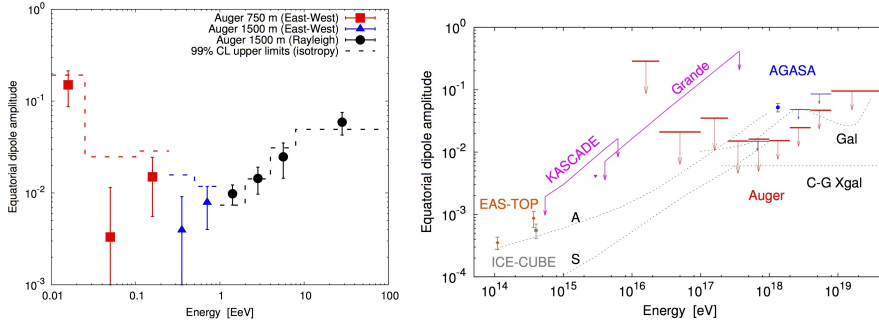 Auger 750 m (East-West)
Auger 1500 m (East-West)
Auger 1500 m (Rayleigh)
99% CL upper limits (isotropy)
Equatorial dipole amplitude
10^0
10^-1
10^-2
10^-3
0.01 0.1 1 10 100
Energy [EeV]
Equatorial dipole amplitude
10^0
10^-1
10^-2
10^-3
10^-4
KASCADE
Grande
AGASA
EAS-TOP
ICE-CUBE
A
S
Auger
Gal
C-G Xgal
10^14 10^15 10^16 10^17 10^18 10^19
Energy [eV]